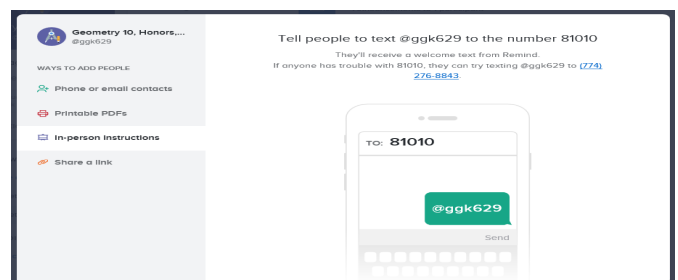 Geometry 10, Honors,...
@ggk629
WAYS TO ADD PEOPLE
Phone or email contacts
Printable PDFs
In-person instructions
Share a link
Tell people to text @ggk629 to the number 81010
They'll receive a welcome text from Remind.
If anyone has trouble with 81010, they can try texting @ggk629 to (774)
276-8843.
TO: 81010
@ggk629
Send